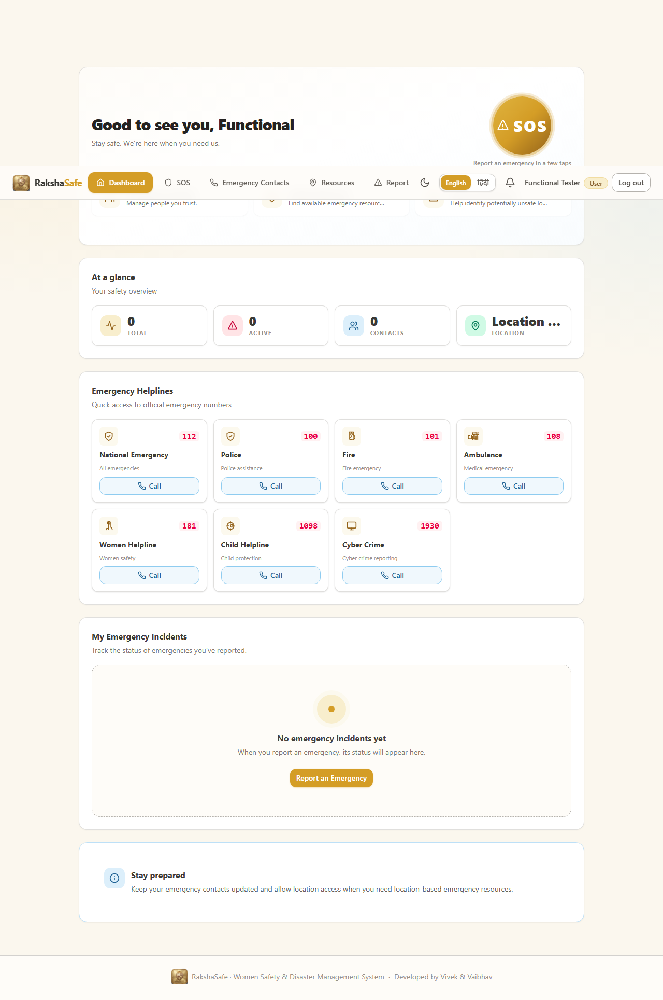 Good to see you, Functional
Stay safe. We're here when you need us.
SOS
Report an emergency in a few taps
RakshaSafe
Dashboard
SOS
Emergency Contacts
Resources
Report
English
हिंदी
Functional Tester
User
Log out
Manage people you trust.
Find available emergency resourc...
Help identify potentially unsafe lo...
At a glance
Your safety overview
0
TOTAL
0
ACTIVE
0
CONTACTS
Location ...
LOCATION
Emergency Helplines
Quick access to official emergency numbers
112
National Emergency
All emergencies
Call
100
Police
Police assistance
Call
101
Fire
Fire emergency
Call
108
Ambulance
Medical emergency
Call
181
Women Helpline
Women safety
Call
1098
Child Helpline
Child protection
Call
1930
Cyber Crime
Cyber crime reporting
Call
My Emergency Incidents
Track the status of emergencies you've reported.
No emergency incidents yet
When you report an emergency, its status will appear here.
Report an Emergency
Stay prepared
Keep your emergency contacts updated and allow location access when you need location-based emergency resources.
RakshaSafe · Women Safety & Disaster Management System · Developed by Vivek & Vaibhav